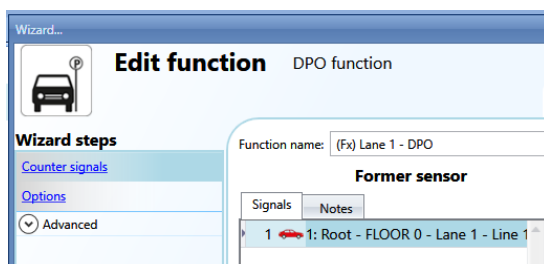 Wizard...
Edit function DPO function
Wizard steps
Counter signals
Options
Advanced
Function name: (Fx) Lane 1 - DPO
Former sensor
Signals Notes
1 1: Root - FLOOR 0 - Lane 1 - Line 1